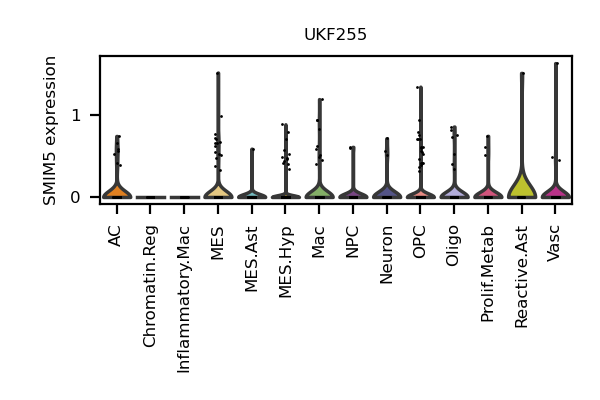 UKF255
SMIM5 expression
1
0
AC
Chromatin.Reg
Inflammatory.Mac
MES
MES.Ast
MES.Hyp
Mac
NPC
Neuron
OPC
Oligo
Prolif.Metab
Reactive.Ast
Vasc